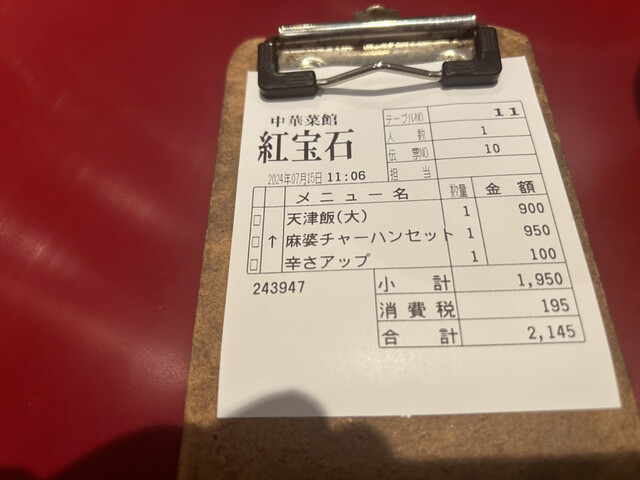 中華菜館
紅宝石
テーブルNO 11
人数 1
伝票NO 10
担当
2024年07月15日 11:06
メニュー名 数量 金額
天津飯(大) 1 900
↑ 麻婆チャーハンセット 1 950
辛さアップ 1 100
243947
小計 1,950
消費税 195
合計 2,145